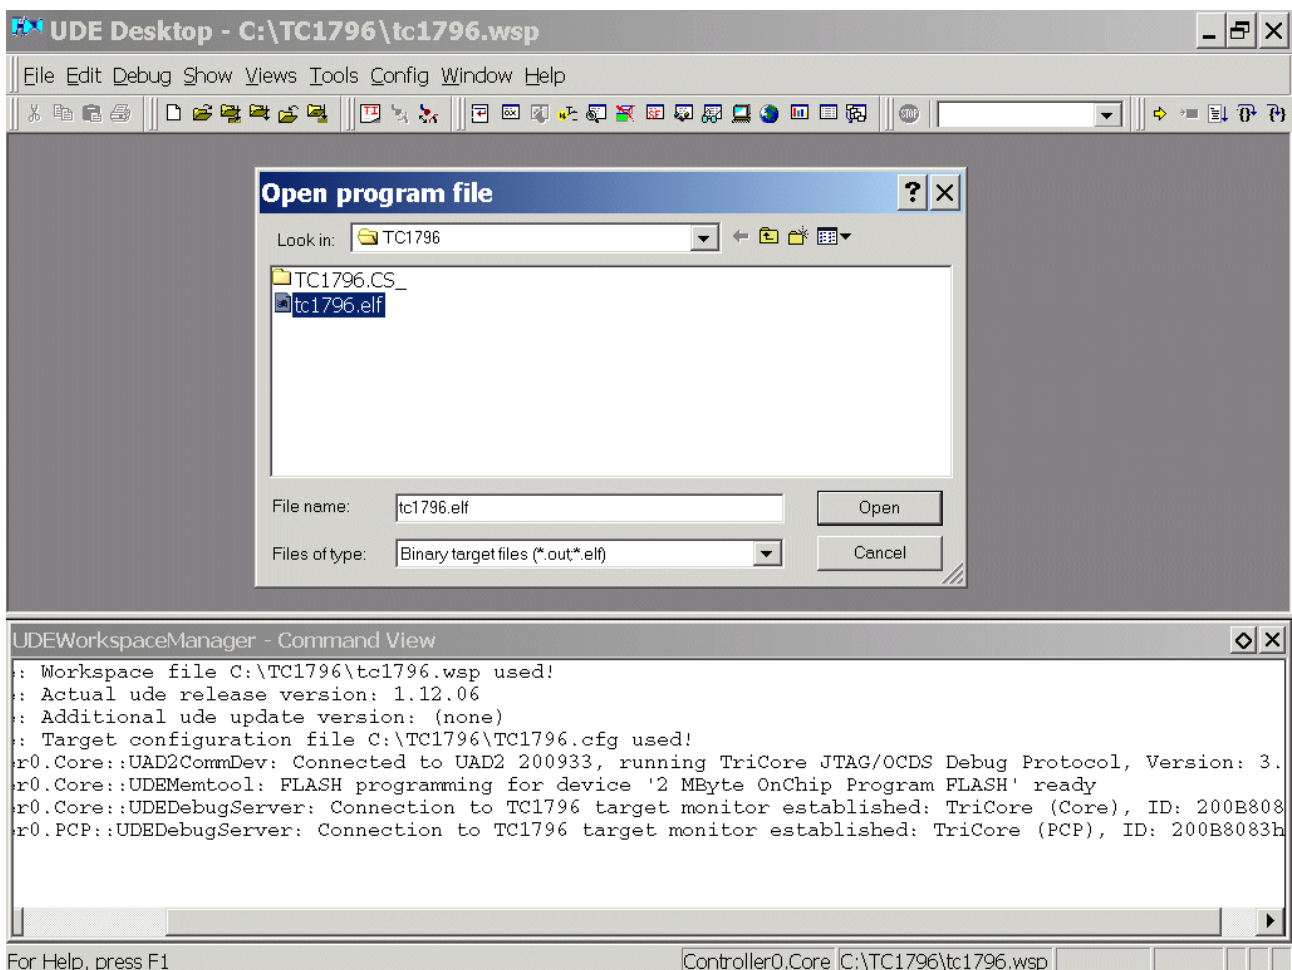 UDE Desktop - C:\TC1796\tc1796.wsp
File Edit Debug Show Views Tools Config Window Help
Open program file
Look in: TC1796
TC1796.CS_
tc1796.elf
File name: tc1796.elf Open
Files of type: Binary target files (*.out;*.elf) Cancel
UDEWorkspaceManager - Command View
: Workspace file C:\TC1796\tc1796.wsp used!
: Actual ude release version: 1.12.06
: Additional ude update version: (none)
: Target configuration file C:\TC1796\TC1796.cfg used!
r0.Core::UAD2CommDev: Connected to UAD2 200933, running TriCore JTAG/OCDS Debug Protocol, Version: 3.
r0.Core::UDEMemtool: FLASH programming for device '2 MByte OnChip Program FLASH' ready
r0.Core::UDEDebugServer: Connection to TC1796 target monitor established: TriCore (Core), ID: 200B808
r0.PCP::UDEDebugServer: Connection to TC1796 target monitor established: TriCore (PCP), ID: 200B8083h
For Help, press F1 Controller0.Core C:\TC1796\tc1796.wsp